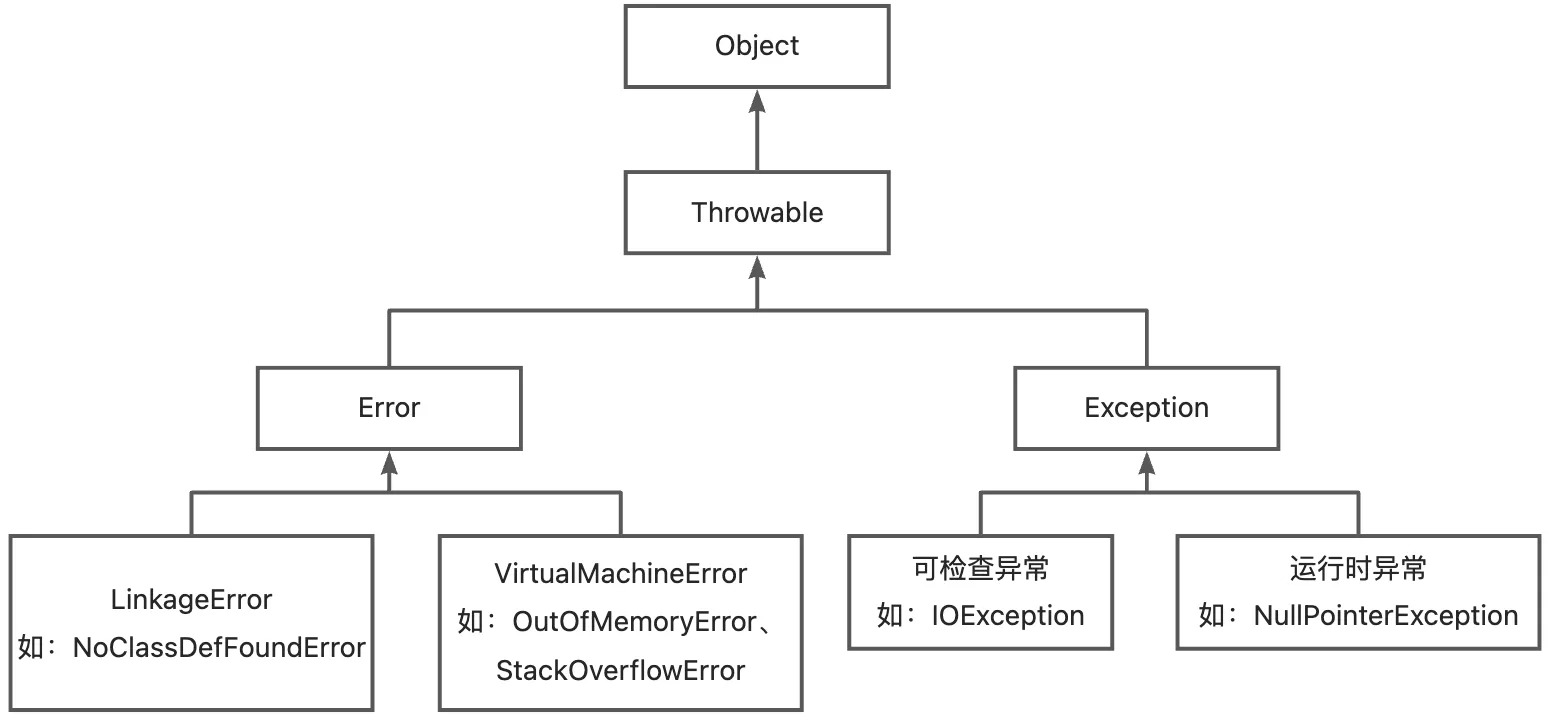 Object
Throwable
Error
Exception
LinkageError
如：NoClassDefFoundError
VirtualMachineError
如：OutOfMemoryError、
StackOverflowError
可检查异常
如：IOException
运行时异常
如：NullPointerException